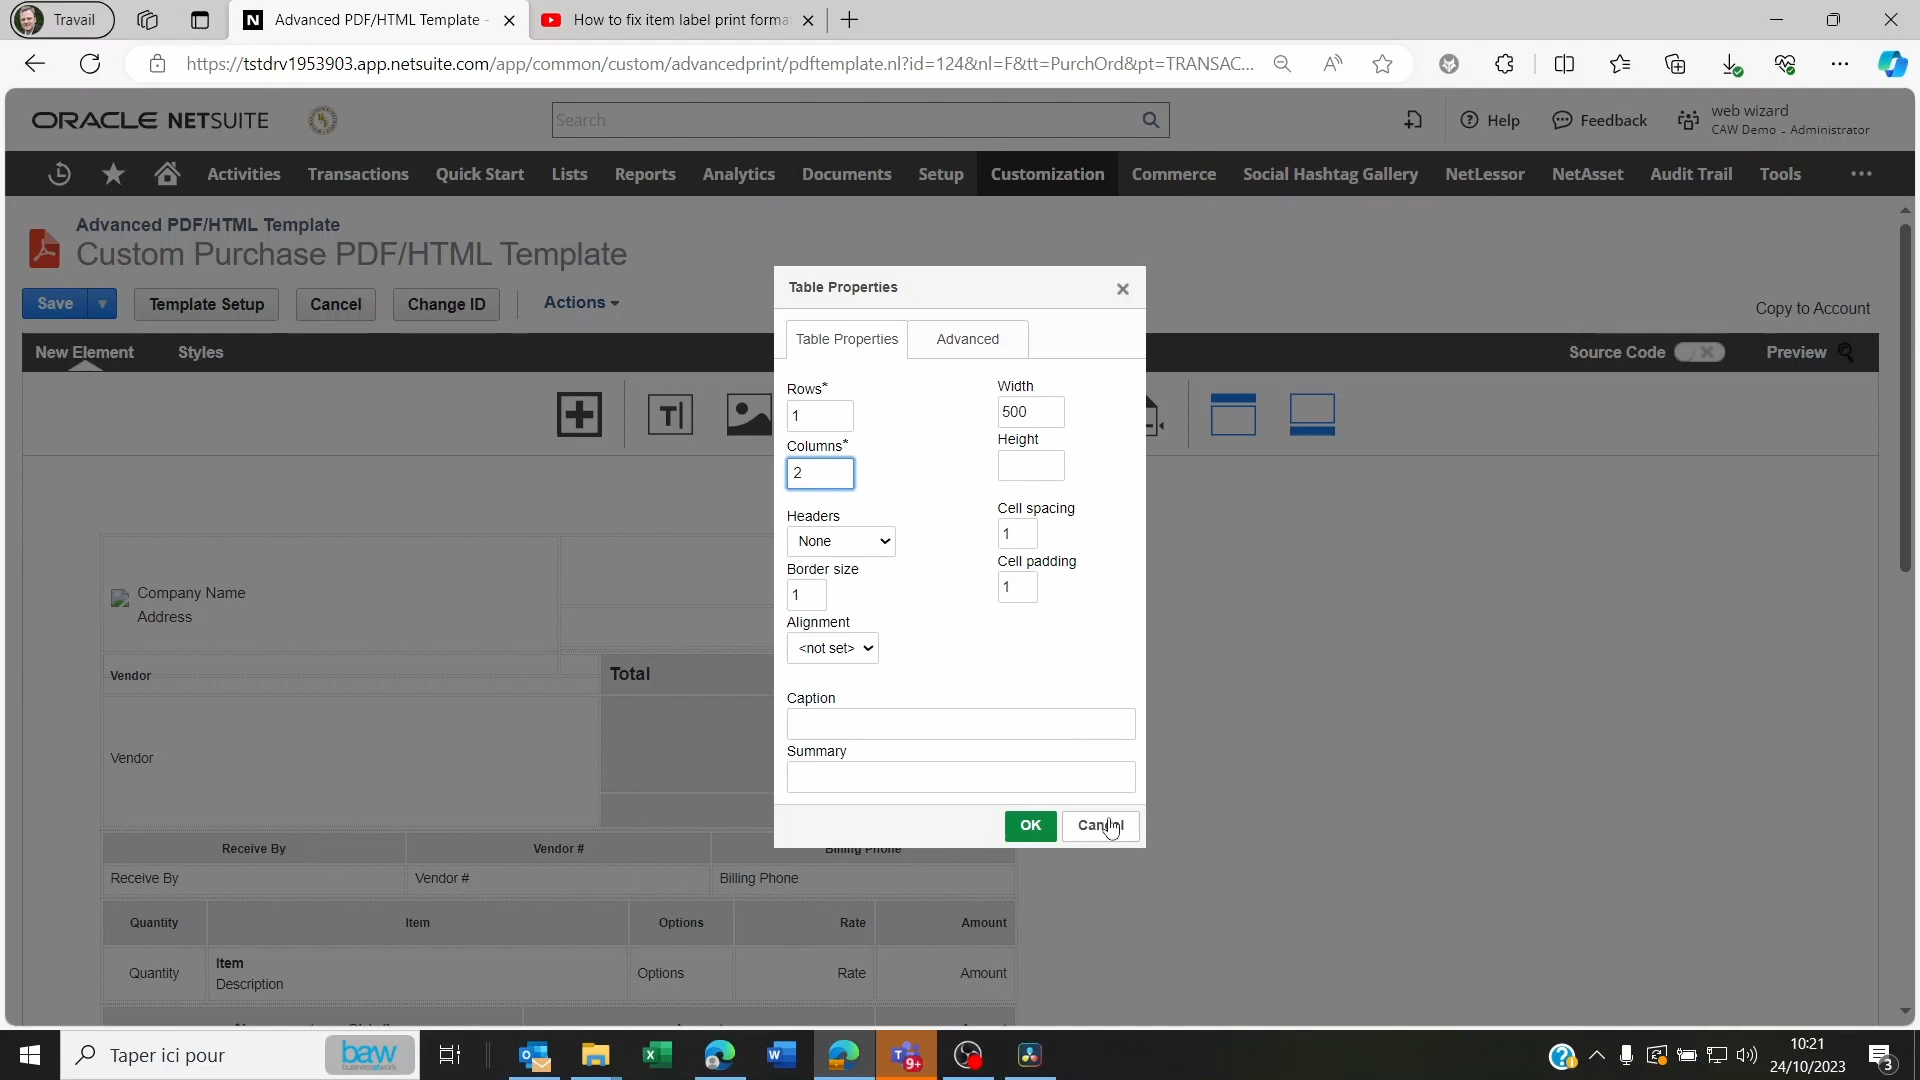 Travail
Advanced PDF/HTML Template -
How to fix item label print forma
https://tstdrv1953903.app.netsuite.com/app/common/custom/advancedprint/pdftemplate.nl?id=124&nl=F&tt=PurchOrd&pt=TRANSAC...
ORACLE NETSUITE
Search
Help
Feedback
web wizard
CAW Demo - Administrator
Activities Transactions Quick Start Lists Reports Analytics Documents Setup Customization Commerce Social Hashtag Gallery NetLessor NetAsset Audit Trail Tools
Advanced PDF/HTML Template
Custom Purchase PDF/HTML Template
Save Template Setup Cancel Change ID Actions
Copy to Account
New Element Styles Source Code Preview
Table Properties
Table Properties Advanced
Rows*
1
Columns*
2
Headers
None
Border size
1
Alignment
<not set>
Width
500
Height
Cell spacing
1
Cell padding
1
Caption
Summary
OK Cancel
Company Name
Address
Vendor Total
Vendor
Receive By Vendor # Billing Phone
Receive By Vendor # Billing Phone
Quantity Item Options Rate Amount
Quantity Item Options Rate Amount
Description
Taper ici pour
baw
9+
10:21
24/10/2023
3